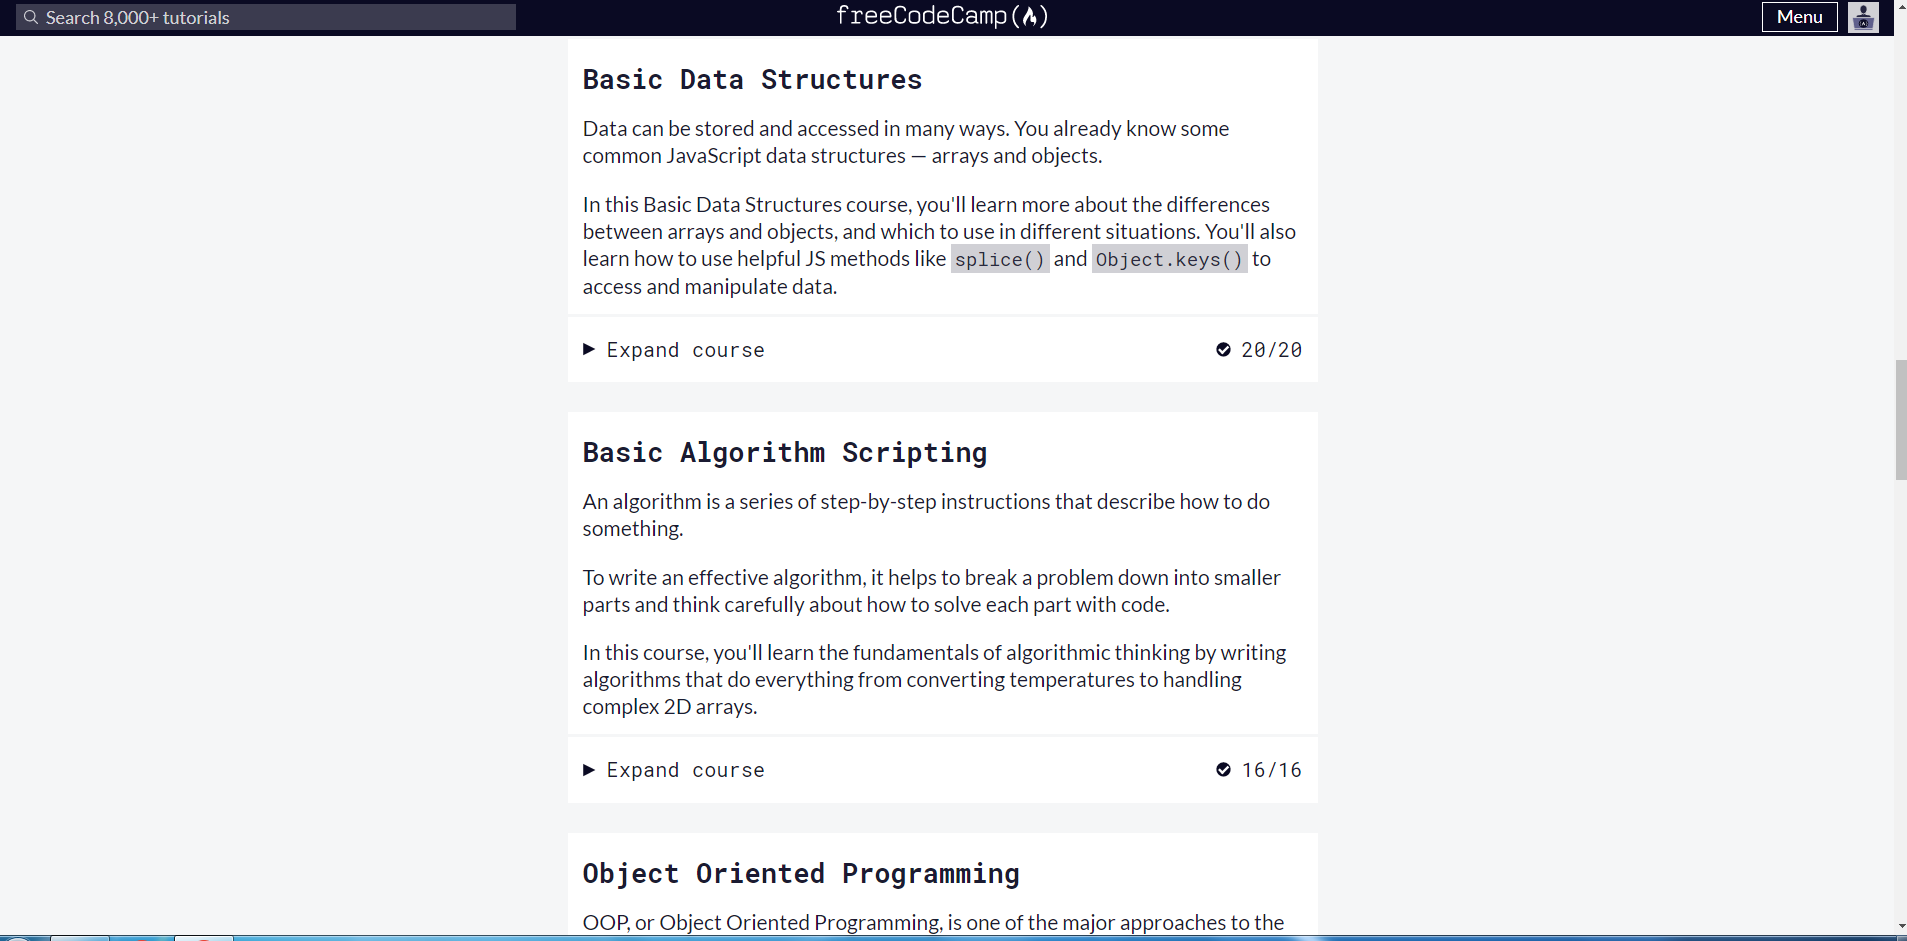 Search 8,000+ tutorials
freeCodeCamp
Menu
Basic Data Structures
Data can be stored and accessed in many ways. You already know some
common JavaScript data structures — arrays and objects.
In this Basic Data Structures course, you'll learn more about the differences
between arrays and objects, and which to use in different situations. You'll also
learn how to use helpful JS methods like splice() and Object.keys() to
access and manipulate data.
Expand course 20/20
Basic Algorithm Scripting
An algorithm is a series of step-by-step instructions that describe how to do
something.
To write an effective algorithm, it helps to break a problem down into smaller
parts and think carefully about how to solve each part with code.
In this course, you'll learn the fundamentals of algorithmic thinking by writing
algorithms that do everything from converting temperatures to handling
complex 2D arrays.
Expand course 16/16
Object Oriented Programming
OOP, or Object Oriented Programming, is one of the major approaches to the